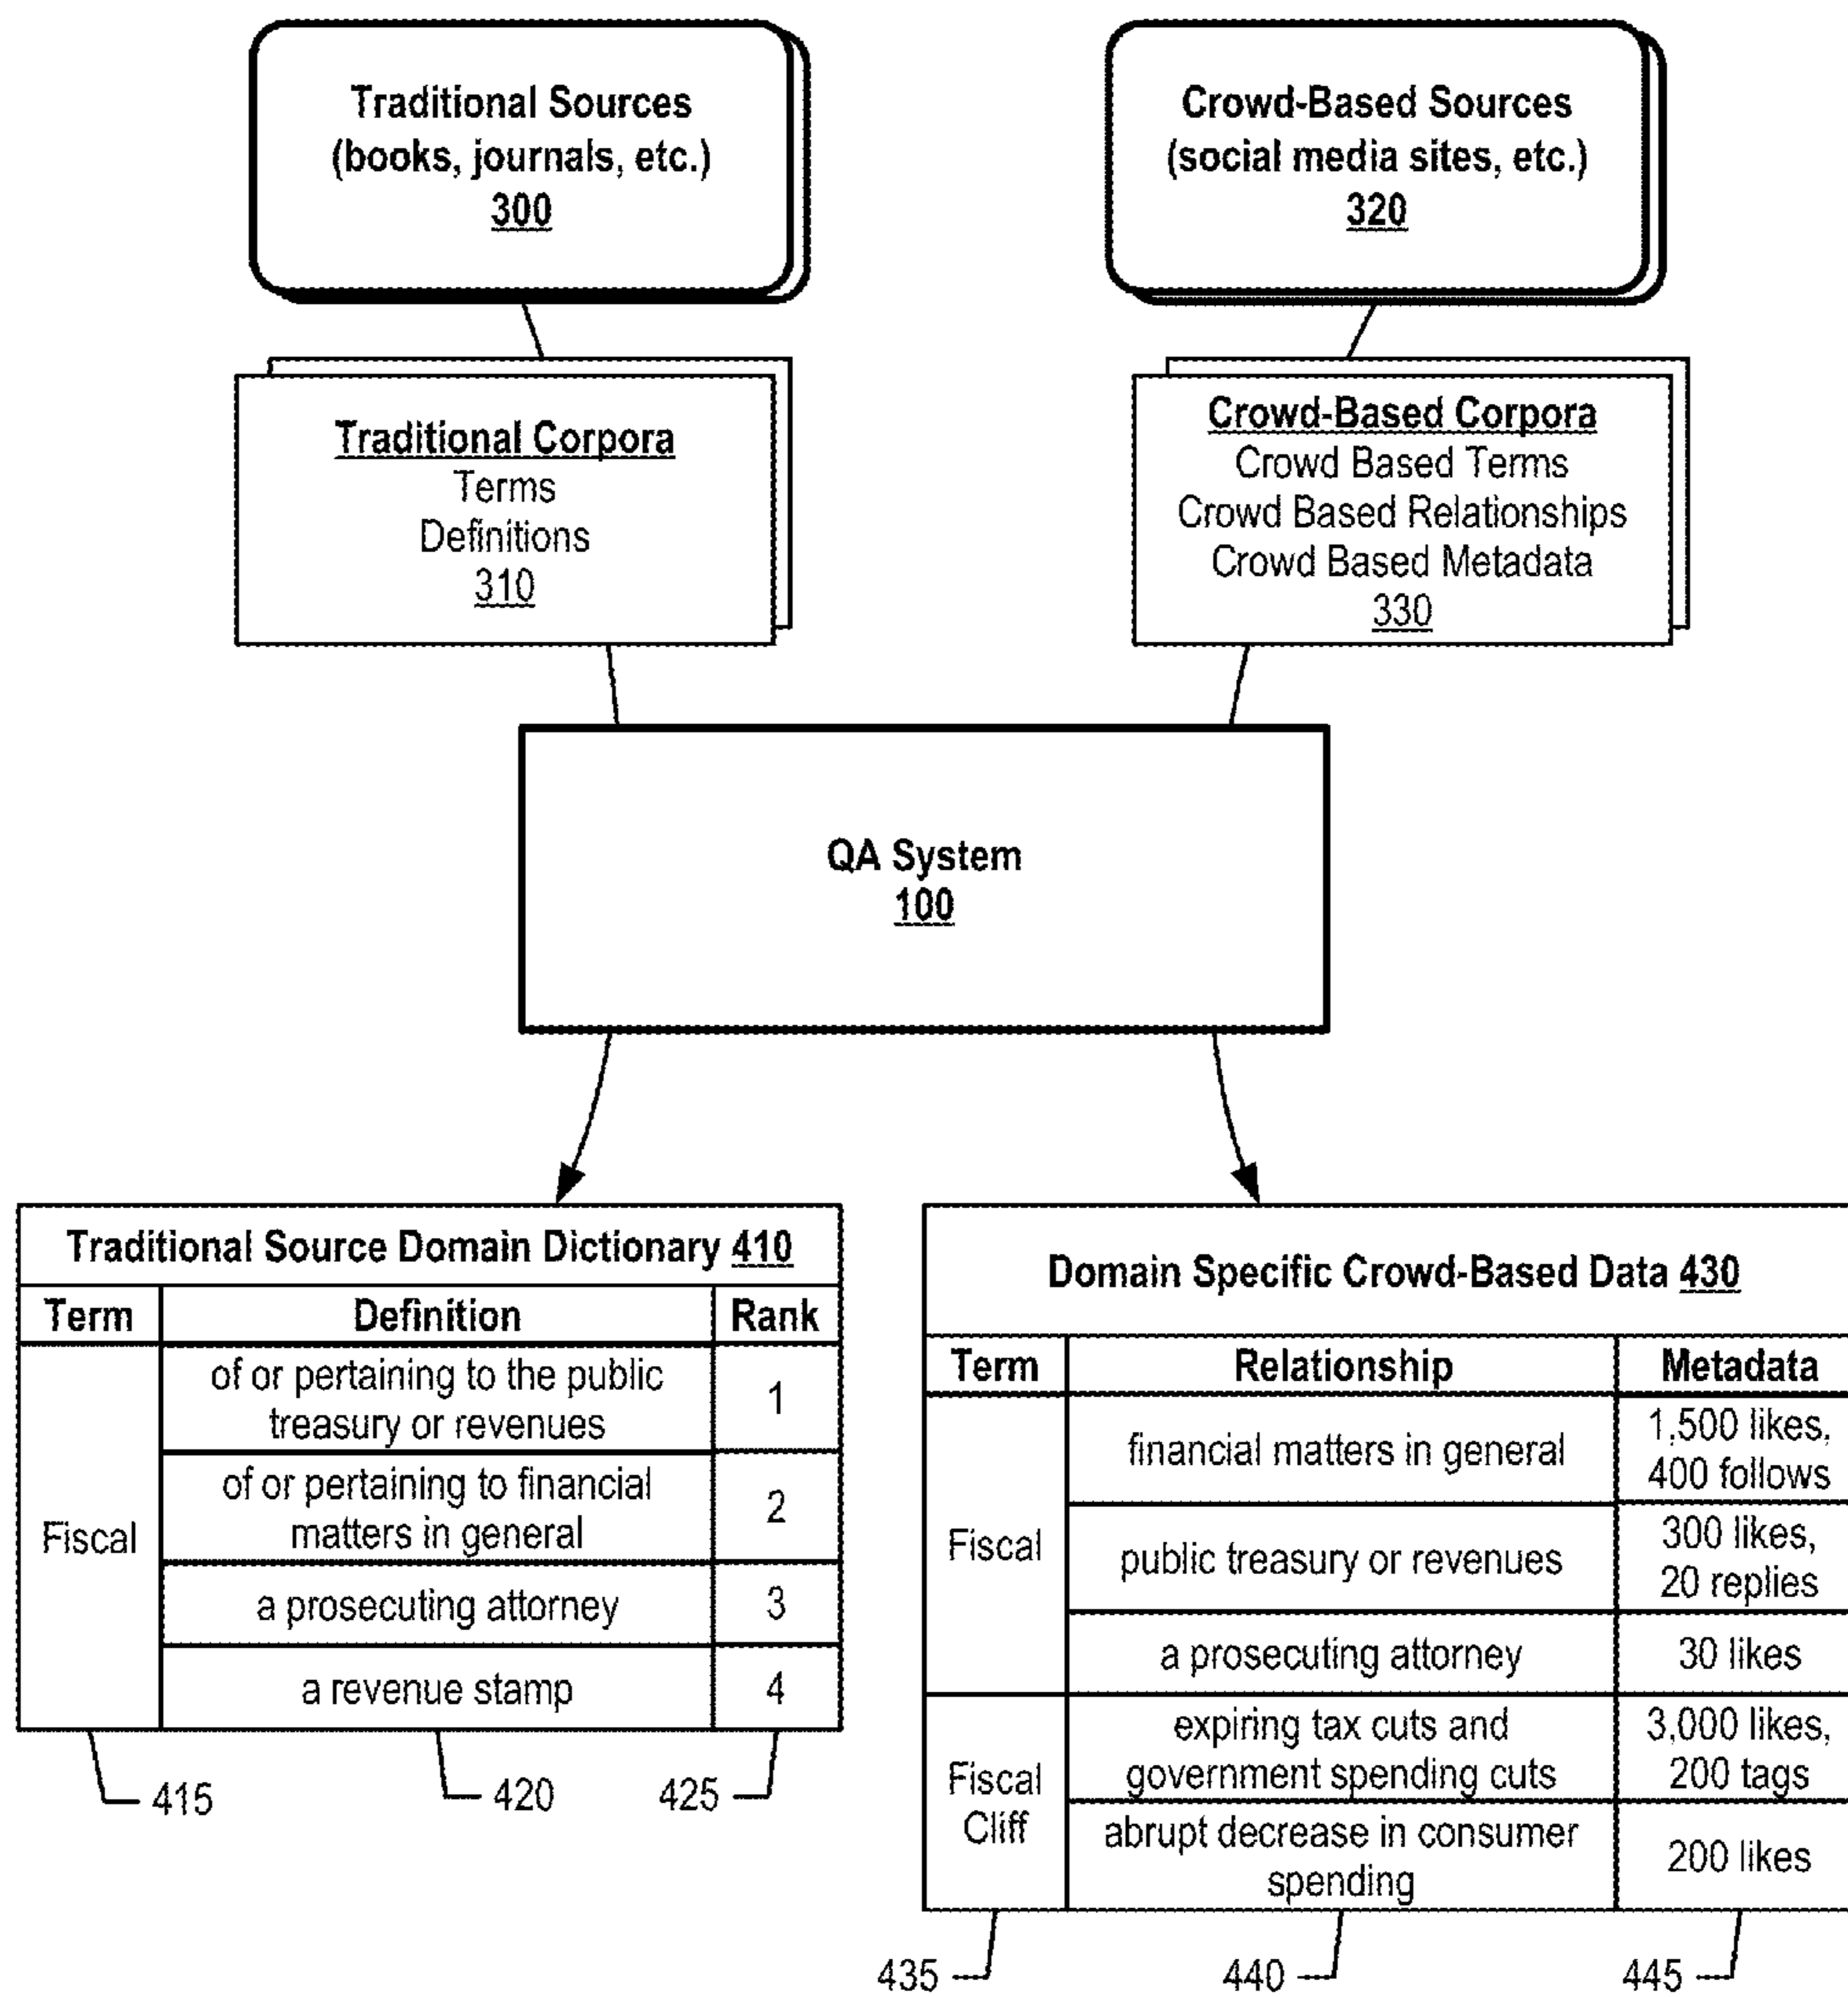 Traditional Sources
(books, journals, etc.)
300
Crowd-Based Sources
(social media sites, etc.)
320
Traditional Corpora
Terms
Definitions
310
Crowd-Based Corpora
Crowd Based Terms
Crowd Based Relationships
Crowd Based Metadata
330
QA System
100
Traditional Source Domain Dictionary 410
Term Definition Rank
Fiscal
of or pertaining to the public
treasury or revenues
1
of or pertaining to financial
matters in general
2
a prosecuting attorney 3
a revenue stamp 4
415 420 425
Domain Specific Crowd-Based Data 430
Term Relationship Metadata
Fiscal
financial matters in general
1,500 likes,
400 follows
public treasury or revenues
300 likes,
20 replies
a prosecuting attorney 30 likes
Fiscal
Cliff
expiring tax cuts and
government spending cuts
3,000 likes,
200 tags
abrupt decrease in consumer
spending
200 likes
435 440 445